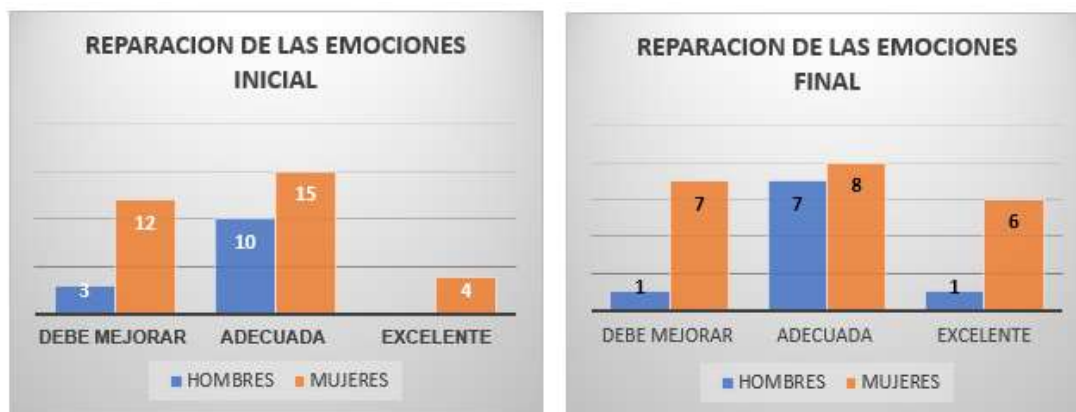 REPARACION DE LAS EMOCIONES
INICIAL
12
15
10
3
4
DEBE MEJORAR ADECUADA EXCELENTE
HOMBRES MUJERES
REPARACION DE LAS EMOCIONES
FINAL
7
7
8
6
1
1
DEBE MEJORAR ADECUADA EXCELENTE
HOMBRES MUJERES